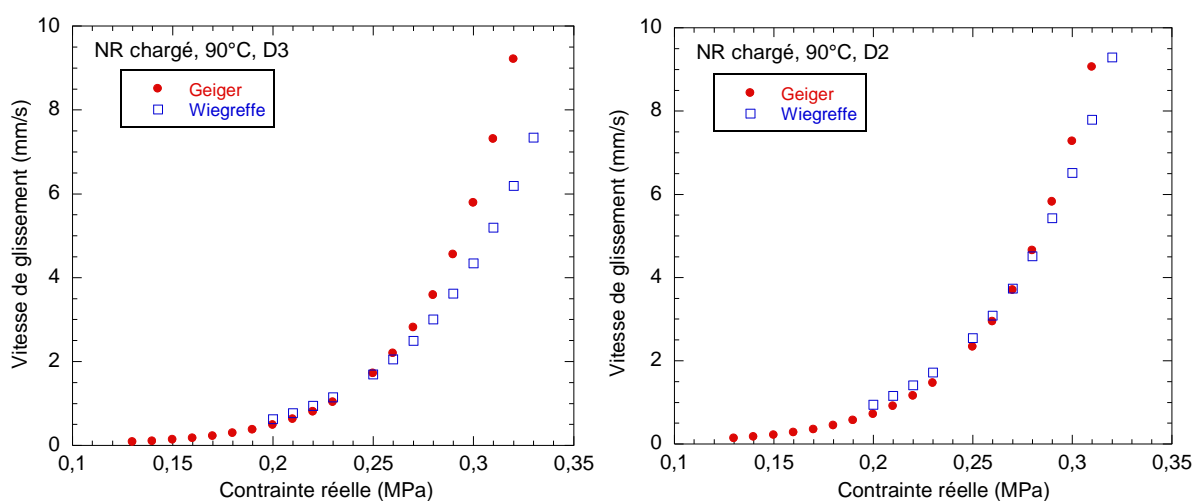 10
8
6
4
2
0
Vitesse de glissement (mm/s)
NR chargé, 90°C, D3
Geiger
Wiegreffe
0,1
0,15
0,2
0,25
0,3
0,35
Contrainte réelle (MPa)
10
8
6
4
2
0
Vitesse de glissement (mm/s)
NR chargé, 90°C, D2
Geiger
Wiegreffe
0,1
0,15
0,2
0,25
0,3
0,35
Contrainte réelle (MPa)